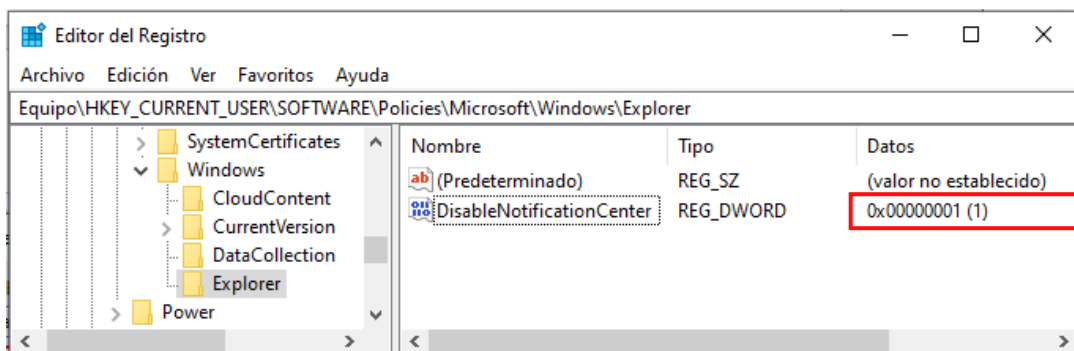 Editor del Registro
Archivo Edición Ver Favoritos Ayuda
Equipo\HKEY_CURRENT_USER\SOFTWARE\Policies\Microsoft\Windows\Explorer
SystemCertificates
Windows
CloudContent
CurrentVersion
DataCollection
Explorer
Power
Nombre Tipo Datos
(Predeterminado) REG_SZ (valor no establecido)
DisableNotificationCenter REG_DWORD 0x00000001 (1)